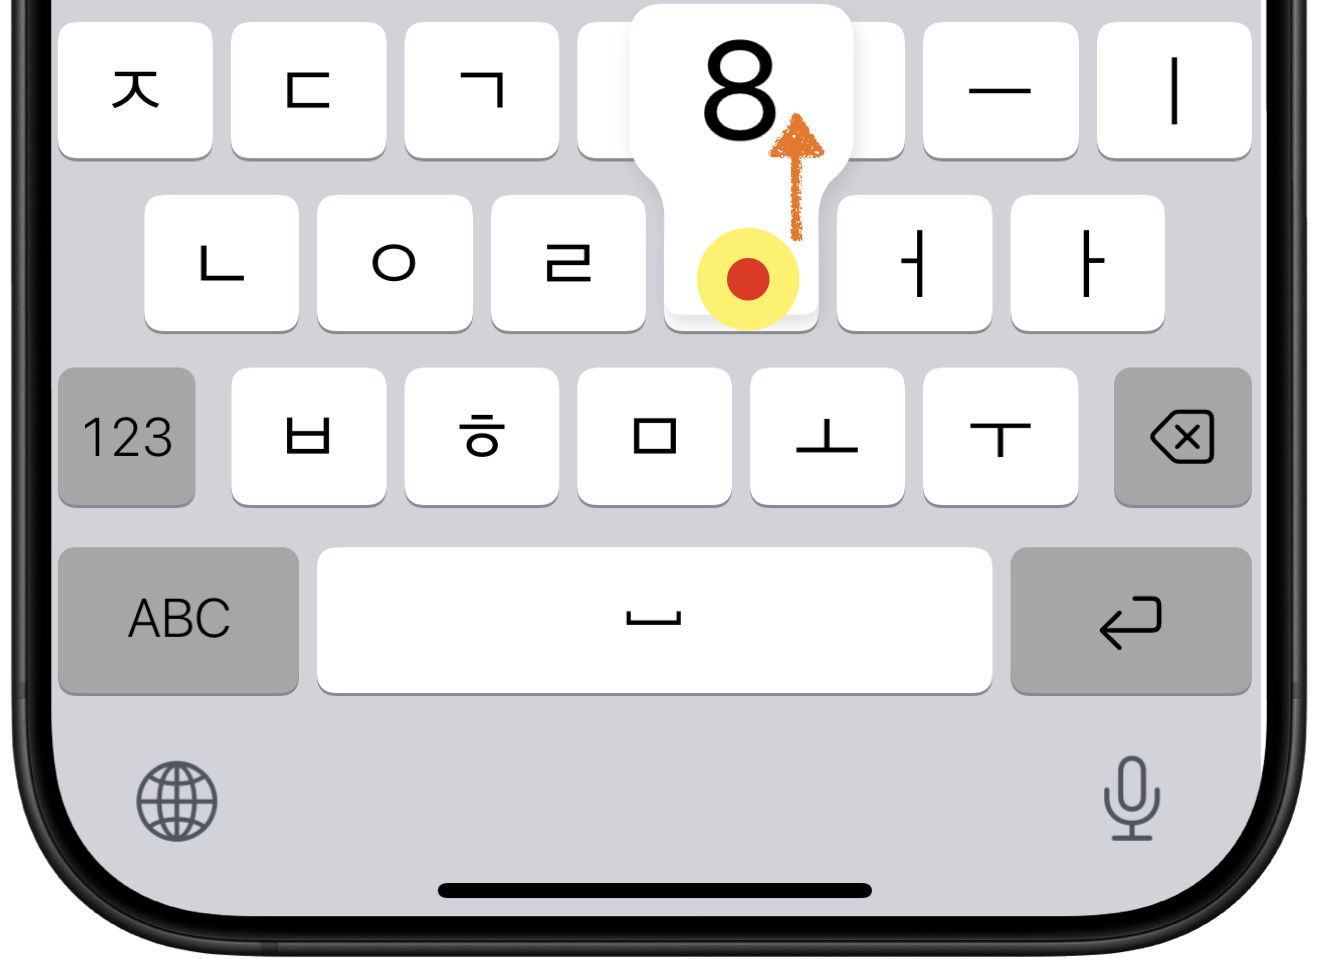 ㅈ ㄷ ㄱ 8 ㅡ ㅣ
ㄴ ㅇ ㄹ ㅓ ㅏ
123 ㅂ ㅎ ㅁ ㅗ ㅜ
ABC